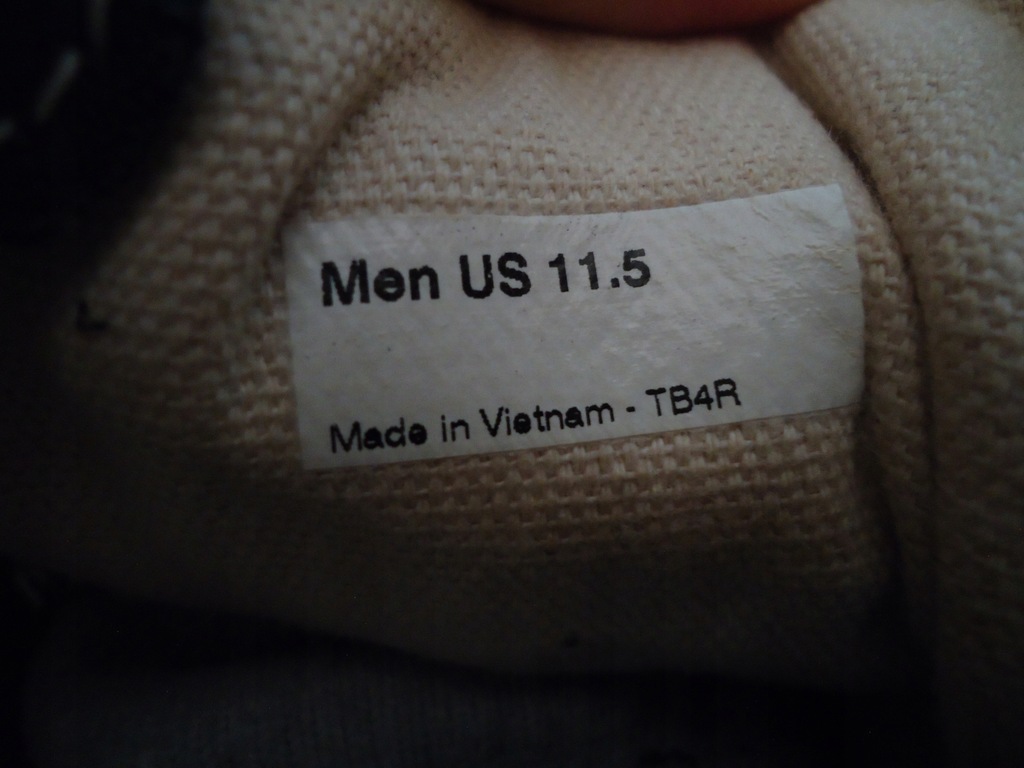 Men US 11.5
Made in Vietnam - TB4R